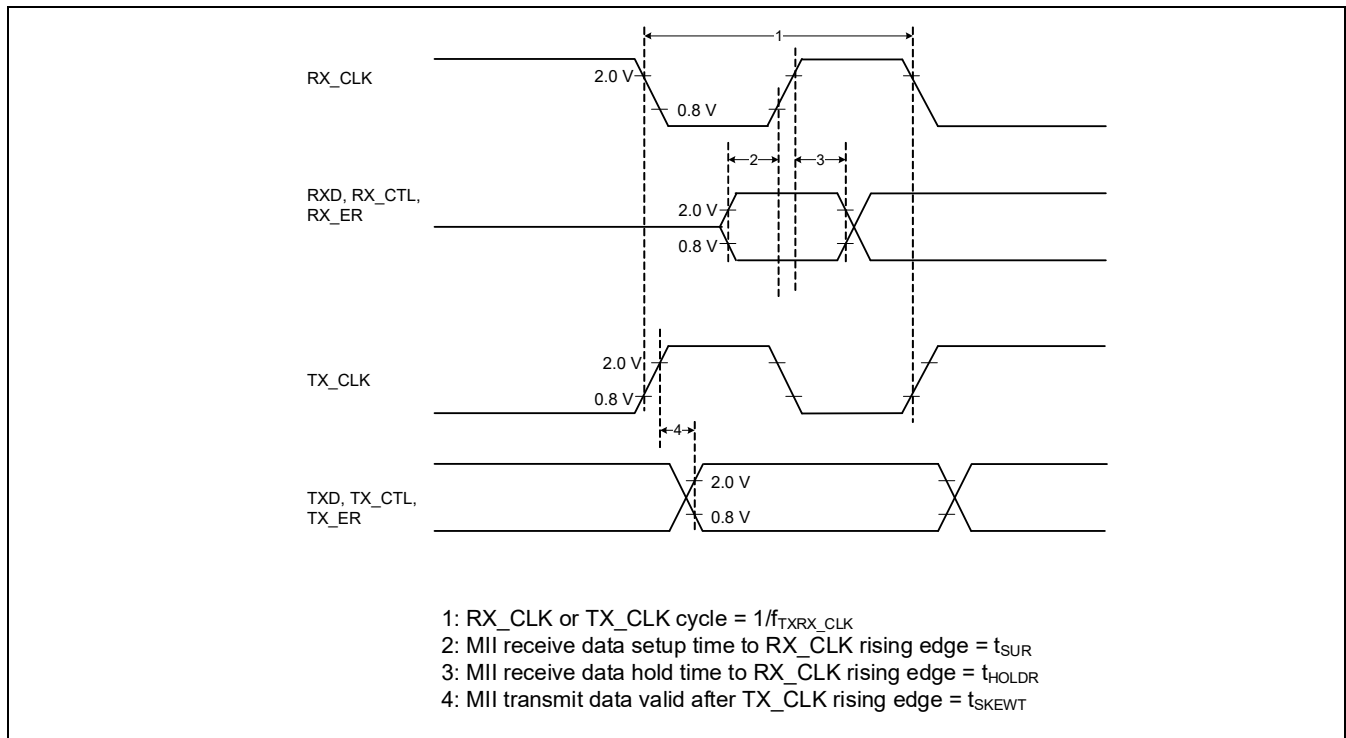 1
RX_CLK
2.0 V
0.8 V
2
3
RXD, RX_CTL,
RX_ER
2.0 V
0.8 V
TX_CLK
2.0 V
0.8 V
4
TXD, TX_CTL,
TX_ER
2.0 V
0.8 V
1: RX_CLK or TX_CLK cycle = 1/fTXRX_CLK
2: MII receive data setup time to RX_CLK rising edge = tSUR
3: MII receive data hold time to RX_CLK rising edge = tHOLDR
4: MII transmit data valid after TX_CLK rising edge = tSKEWT